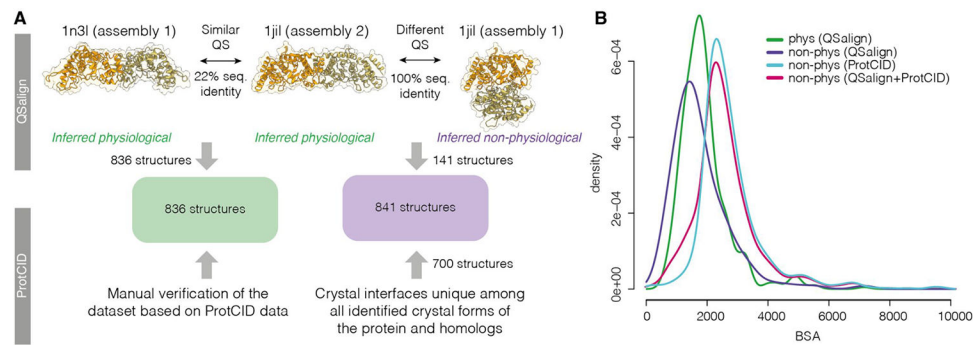 A
1n3l (assembly 1)
Similar
QS
22% seq.
identity
1jil (assembly 2)
Different
QS
100% seq.
identity
1jil (assembly 1)
QSalign
Inferred physiological
Inferred physiological
Inferred non-physiological
836 structures
141 structures
836 structures
841 structures
ProtCID
700 structures
Manual verification of the
dataset based on ProtCID data
Crystal interfaces unique among
all identified crystal forms of
the protein and homologs
B
phys (QSalign)
non-phys (QSalign)
non-phys (ProtCID)
non-phys (QSalign+ProtCID)
density
6e−04
4e−04
2e−04
0e+00
0
2000
4000
6000
8000
10000
BSA